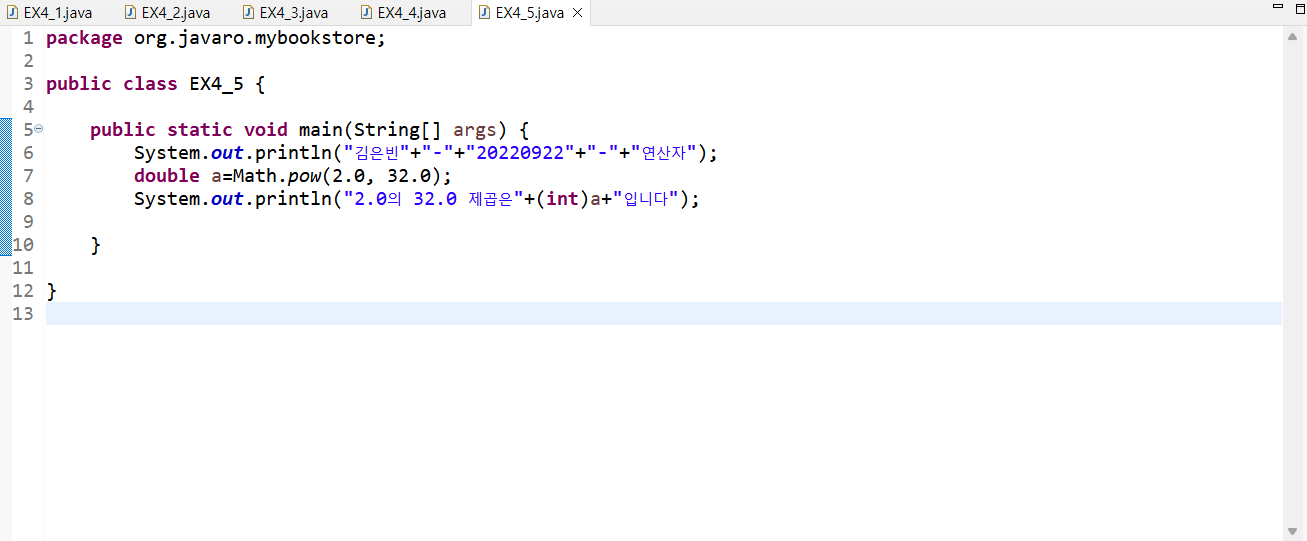 EX4_1.java EX4_2.java EX4_3.java EX4_4.java EX4_5.java
1 package org.javaro.mybookstore;
2
3 public class EX4_5 {
4
5 public static void main(String[] args) {
6 System.out.println("김은빈"+"-"+"20220922"+"-"+"연산자");
7 double a=Math.pow(2.0, 32.0);
8 System.out.println("2.0의 32.0 제곱은"+(int)a+"입니다");
9
10 }
11
12 }
13